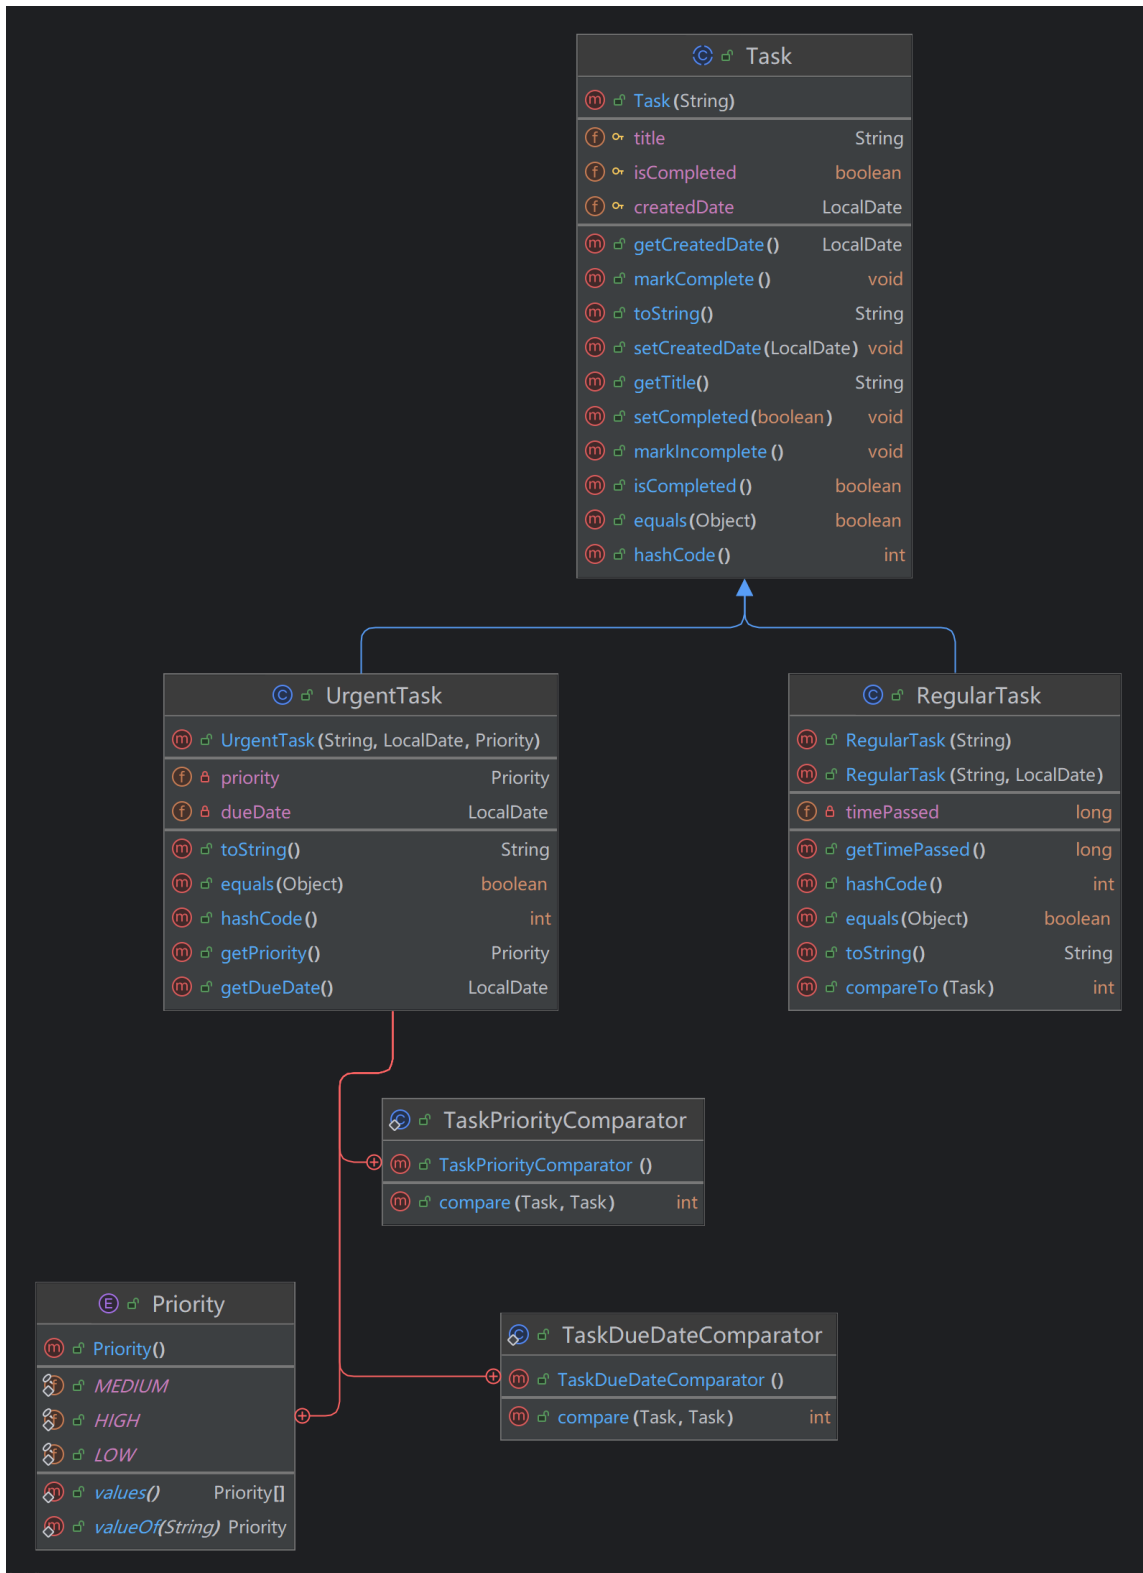 Task
Task(String)
title String
isCompleted boolean
createdDate LocalDate
getCreatedDate() LocalDate
markComplete() void
toString() String
setCreatedDate(LocalDate) void
getTitle() String
setCompleted(boolean) void
markIncomplete() void
isCompleted() boolean
equals(Object) boolean
hashCode() int
UrgentTask
UrgentTask(String, LocalDate, Priority)
priority Priority
dueDate LocalDate
toString() String
equals(Object) boolean
hashCode() int
getPriority() Priority
getDueDate() LocalDate
RegularTask
RegularTask(String)
RegularTask(String, LocalDate)
timePassed long
getTimePassed() long
hashCode() int
equals(Object) boolean
toString() String
compareTo(Task) int
TaskPriorityComparator
TaskPriorityComparator()
compare(Task, Task) int
Priority
Priority()
MEDIUM
HIGH
LOW
values() Priority[]
valueOf(String) Priority
TaskDueDateComparator
TaskDueDateComparator()
compare(Task, Task) int